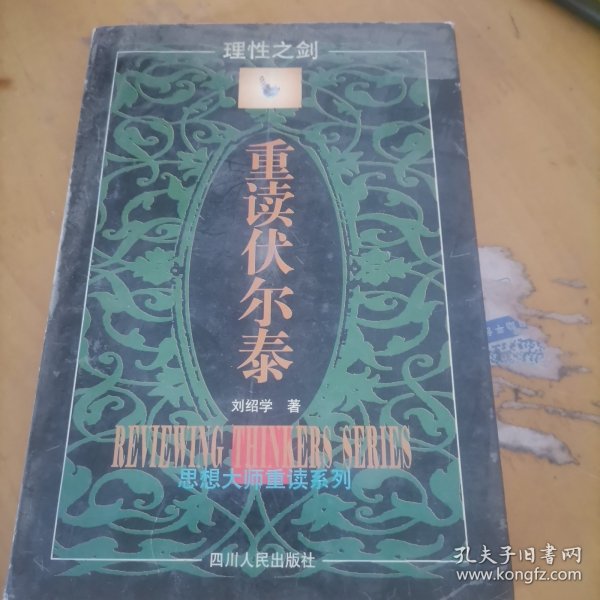 理性之剑
重读伏尔泰
刘绍学 著
REVIEWING THINKERS SERIES
思想大师重读系列
四川人民出版社
孔夫子旧书网
www.kongfz.com